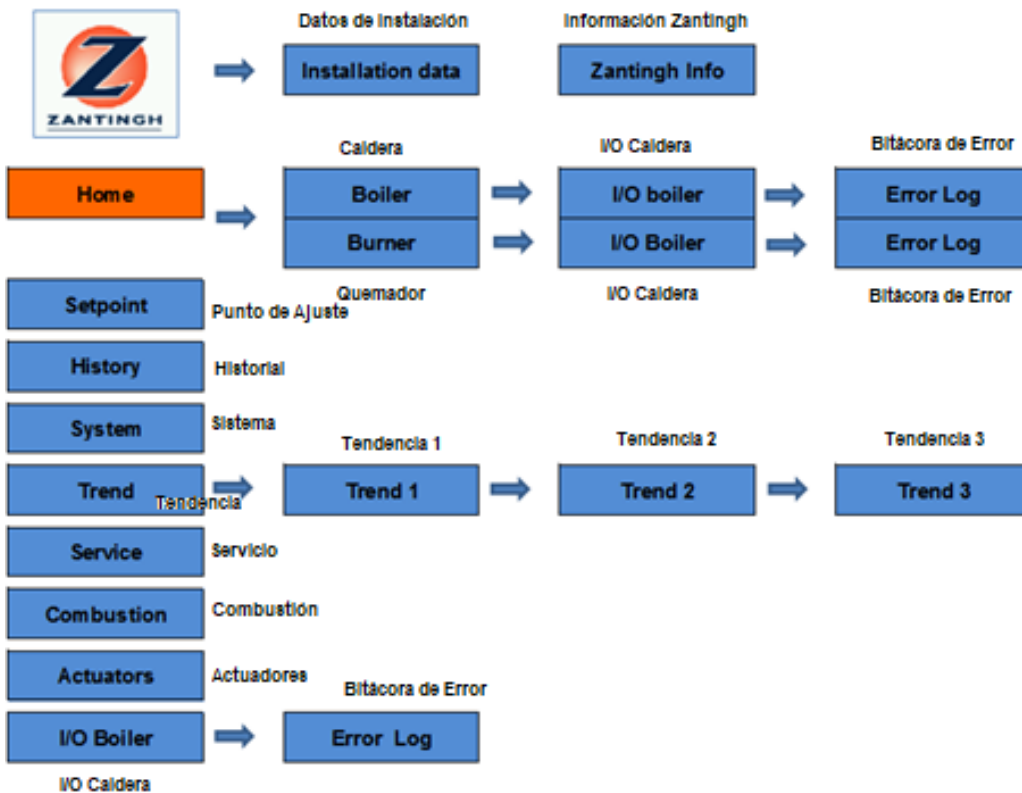 Datos de Instalación
Información Zantingh
Z
ZANTINGH
Installation data
Zantingh Info
Caldera
I/O Caldera
Bitácora de Error
Home
Boiler
I/O boiler
Error Log
Burner
I/O Boiler
Error Log
Quemador
I/O Caldera
Bitácora de Error
Setpoint
Punto de Ajuste
History
Historial
System
Sistema
Tendencia 1
Tendencia 2
Tendencia 3
Trend
Tendencia
Trend 1
Trend 2
Trend 3
Service
Servicio
Combustion
Combustión
Actuators
Actuadores
Bitácora de Error
I/O Boiler
Error Log
I/O Caldera